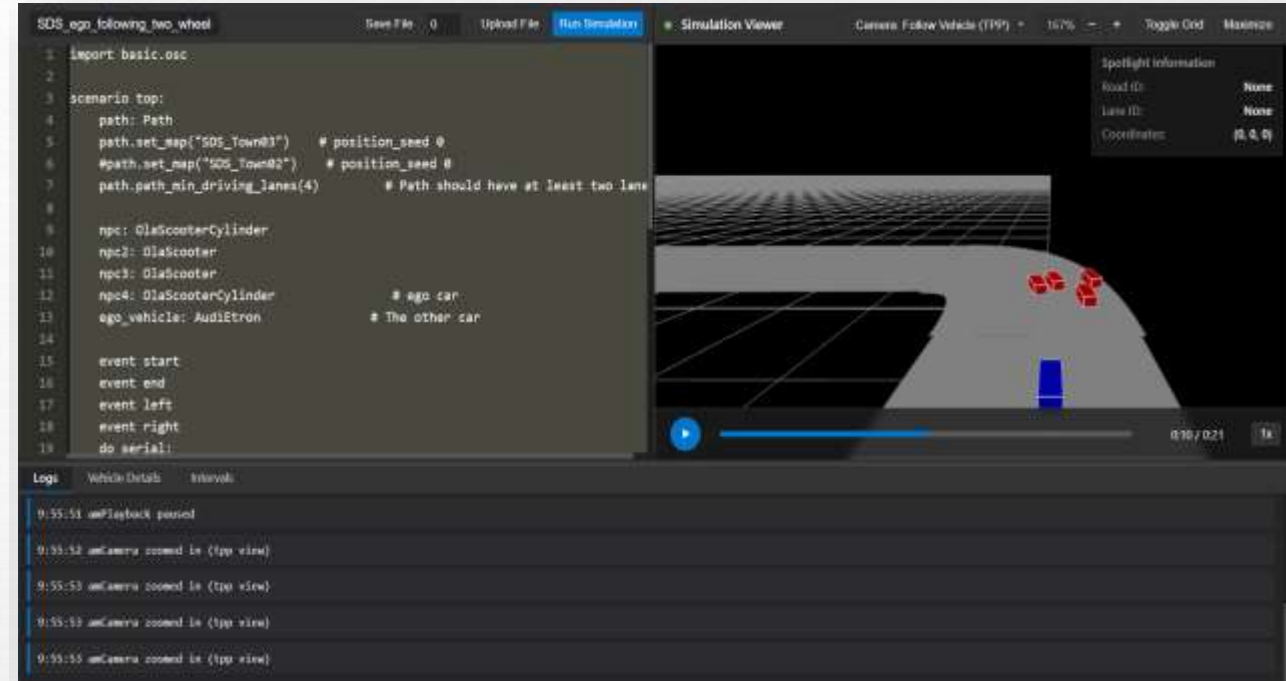 SDS_ego_following_two_wheel Save File 0 Upload File Run Simulation
Simulation Viewer Camera: Follow Vehicle (TPP) 167% - + Toggle Grid Maximize
1 import basic.osc
2
3 scenario top:
4 path: Path
5 path.set_map("SDS_Town03") # position_seed 0
6 #path.set_map("SDS_Town02") # position_seed 0
7 path.path_min_driving_lanes(4) # Path should have at least two lane
8
9 npc: OlaScooterCylinder
10 npc2: OlaScooter
11 npc3: OlaScooter
12 npc4: OlaScooterCylinder # ego car
13 ego_vehicle: AudiEtron # The other car
14
15 event start
16 event end
17 event left
18 event right
19 do serial:
Spotlight Information
Road ID: None
Lane ID: None
Coordinates: (0, 0, 0)
0:10 / 0:21 1x
Logs Vehicle Details Intervals
9:55:51 amPlayback paused
9:55:52 amCamera zoomed in (tpp view)
9:55:53 amCamera zoomed in (tpp view)
9:55:53 amCamera zoomed in (tpp view)
9:55:53 amCamera zoomed in (tpp view)